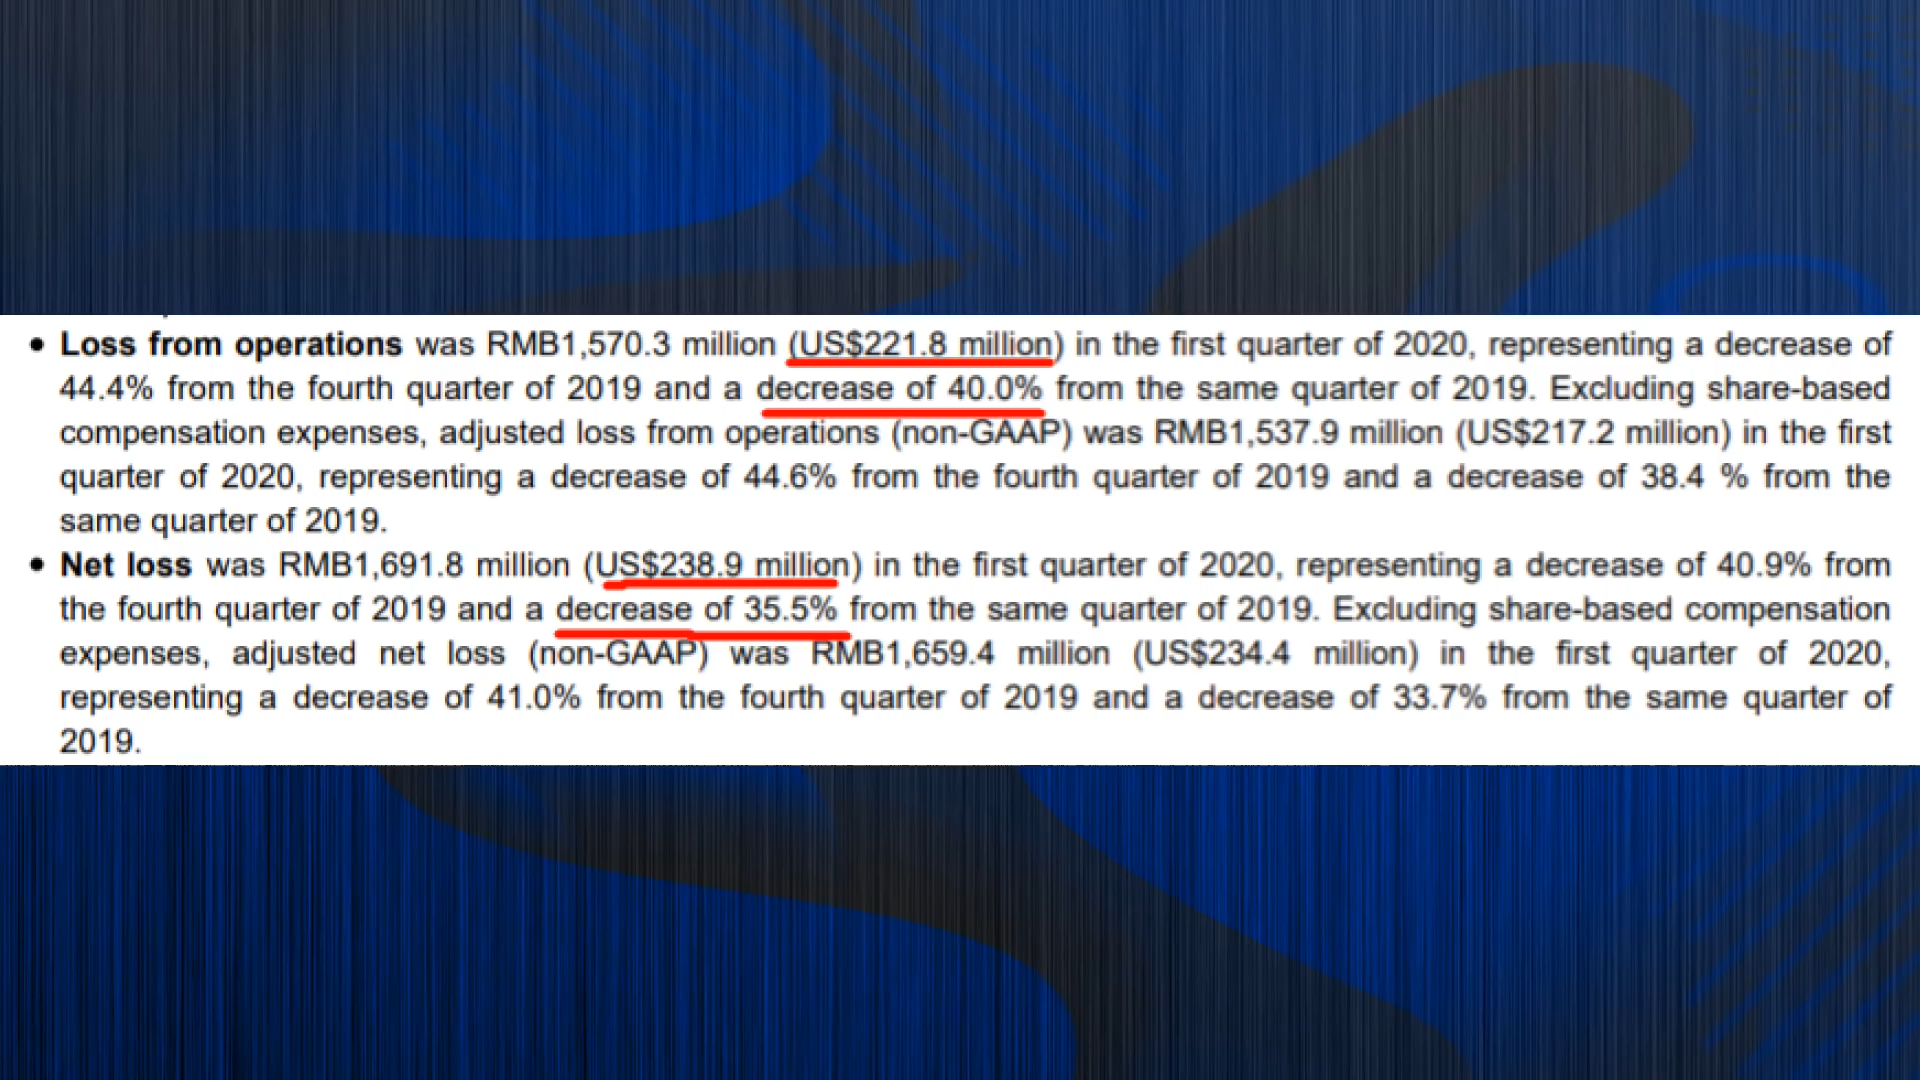 • Loss from operations was RMB1,570.3 million (US$221.8 million) in the first quarter of 2020, representing a decrease of
44.4% from the fourth quarter of 2019 and a decrease of 40.0% from the same quarter of 2019. Excluding share-based
compensation expenses, adjusted loss from operations (non-GAAP) was RMB1,537.9 million (US$217.2 million) in the first
quarter of 2020, representing a decrease of 44.6% from the fourth quarter of 2019 and a decrease of 38.4 % from the
same quarter of 2019.
• Net loss was RMB1,691.8 million (US$238.9 million) in the first quarter of 2020, representing a decrease of 40.9% from
the fourth quarter of 2019 and a decrease of 35.5% from the same quarter of 2019. Excluding share-based compensation
expenses, adjusted net loss (non-GAAP) was RMB1,659.4 million (US$234.4 million) in the first quarter of 2020,
representing a decrease of 41.0% from the fourth quarter of 2019 and a decrease of 33.7% from the same quarter of
2019.